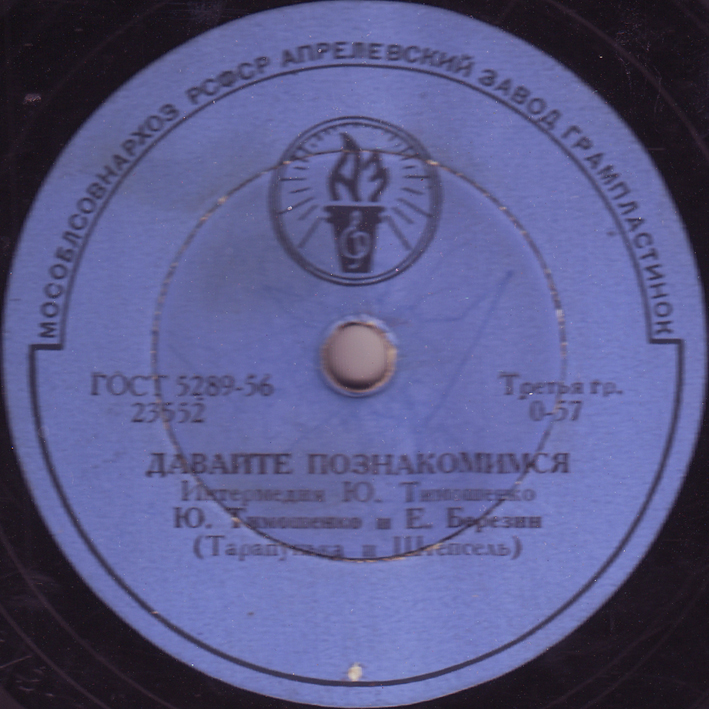 МОСОБЛСОВНАРХОЗ РСФСР АПРЕЛЕВСКИЙ ЗАВОД ГРАМПЛАСТИНОК
АЗ
ГОСТ 5289-56
23552
Третья гр.
0-57
ДАВАЙТЕ ПОЗНАКОМИМСЯ
Интермедия Ю. Тимошенко
Ю. Тимошенко и Е. Березин
(Тарапунька и Штепсель)